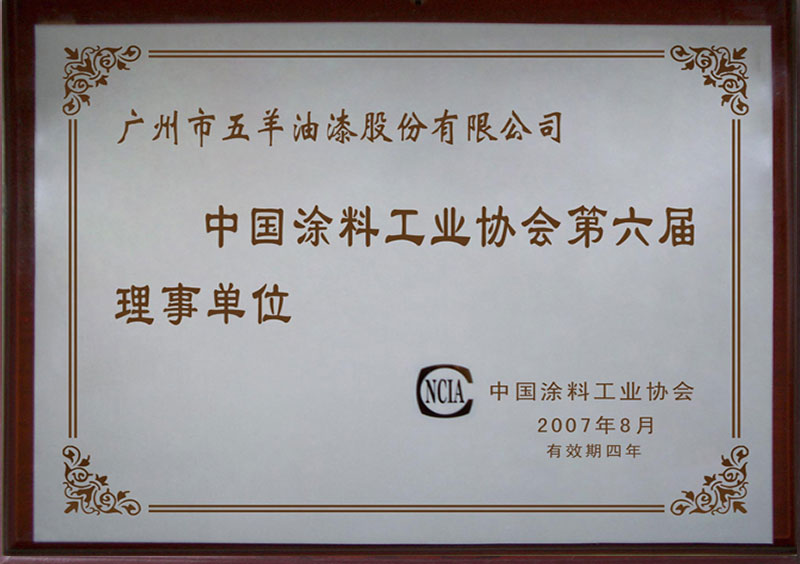 广州市五羊油漆股份有限公司
中国涂料工业协会第六届
理事单位
NCIA
中国涂料工业协会
2007年8月
有效期四年